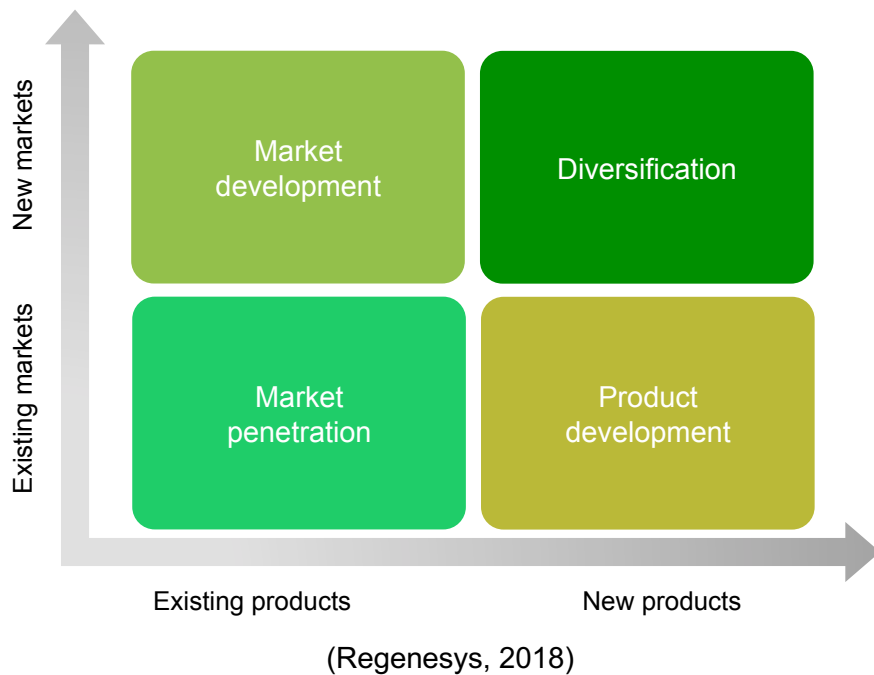 New markets
Market
development
Diversification
Existing markets
Market
penetration
Product
development
Existing products
New products
(Regenesys, 2018)